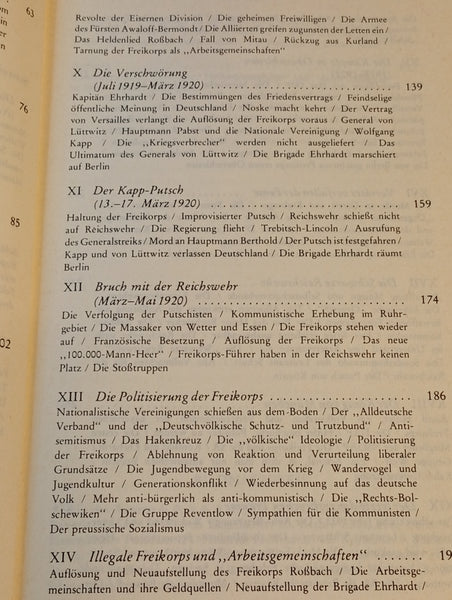 63
Revolte der Eisernen Division / Die geheimen Freiwilligen / Die Armee
des Fürsten Awaloff-Bermondt / Die Alliierten greifen zugunsten der Letten ein /
Das Heldenlied Roßbach / Fall von Mitau / Rückzug aus Kurland /
Tarnung der Freikorps als „Arbeitsgemeinschaften"
X Die Verschwörung
(Juli 1919–März 1920) 139
76
Kapitän Ehrhardt / Die Bestimmungen des Friedensvertrags / Feindselige
öffentliche Meinung in Deutschland / Noske macht kehrt / Der Vertrag
von Versailles verlangt die Auflösung der Freikorps voraus / General von
Lüttwitz / Hauptmann Pabst und die Nationale Vereinigung / Wolfgang
Kapp / Die „Kriegsverbrecher" werden nicht ausgeliefert / Das
Ultimatum des Generals von Lüttwitz / Die Brigade Ehrhardt marschiert
auf Berlin
XI Der Kapp-Putsch
(13.–17. März 1920) 159
85
Haltung der Freikorps / Improvisierter Putsch / Reichswehr schießt nicht
auf Reichswehr / Die Regierung flieht / Trebitsch-Lincoln / Ausrufung
des Generalstreiks / Mord an Hauptmann Berthold / Der Putsch ist festgefahren /
Kapp und von Lüttwitz verlassen Deutschland / Die Brigade Ehrhardt räumt
Berlin
XII Bruch mit der Reichswehr
(März–Mai 1920) 174
Die Verfolgung der Putschisten / Kommunistische Erhebung im Ruhr-
gebiet / Die Massaker von Wetter und Essen / Die Freikorps stehen wieder
auf / Französische Besetzung / Auflösung der Freikorps / Das neue
02
„100.000-Mann-Heer" / Freikorps-Führer haben in der Reichswehr keinen
Platz / Die Stoßtruppen
XIII Die Politisierung der Freikorps 186
Nationalistische Vereinigungen schießen aus dem Boden / Der „Alldeutsche
Verband" und der „Deutschvölkische Schutz- und Trutzbund" / Anti-
semitismus / Das Hakenkreuz / Die „völkische" Ideologie / Politisierung
der Freikorps / Ablehnung von Reaktion und Verurteilung liberaler
Grundsätze / Die Jugendbewegung vor dem Krieg / Wandervogel und
Jugendkultur / Generationskonflikt / Wiederbesinnung auf das deutsche
Volk / Mehr anti-bürgerlich als anti-kommunistisch / Die „Rechts-Bol-
schewiken" / Die Gruppe Reventlow / Sympathien für die Kommunisten /
Der preussische Sozialismus
XIV Illegale Freikorps und „Arbeitsgemeinschaften" 19
Auflösung und Neuaufstellung des Freikorps Roßbach / Die Arbeitsge-
meinschaften und ihre Geldquellen / Neuaufstellung der Brigade Ehrhardt /